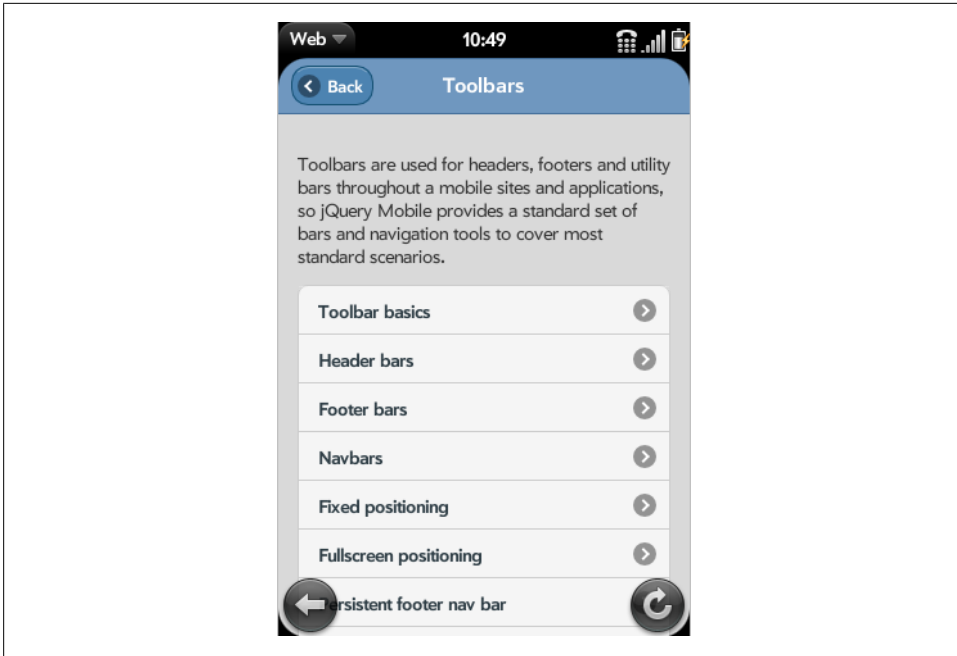 Web
10:49
Back
Toolbars
Toolbars are used for headers, footers and utility
bars throughout a mobile sites and applications,
so jQuery Mobile provides a standard set of
bars and navigation tools to cover most
standard scenarios.
Toolbar basics
Header bars
Footer bars
Navbars
Fixed positioning
Fullscreen positioning
ersistent footer nav bar